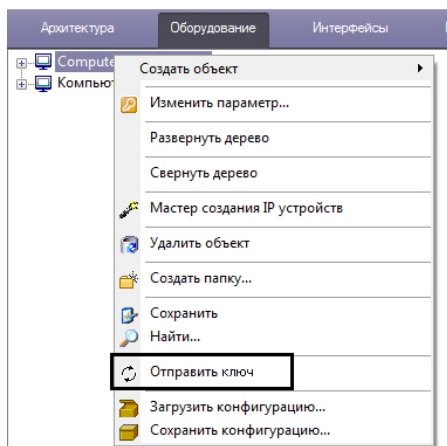 Архитектура Оборудование Интерфейсы
Compute
Компьют
Создать объект
Изменить параметр...
Развернуть дерево
Свернуть дерево
Мастер создания IP устройств
Удалить объект
Создать папку...
Сохранить
Найти...
Отправить ключ
Загрузить конфигурацию...
Сохранить конфигурацию...